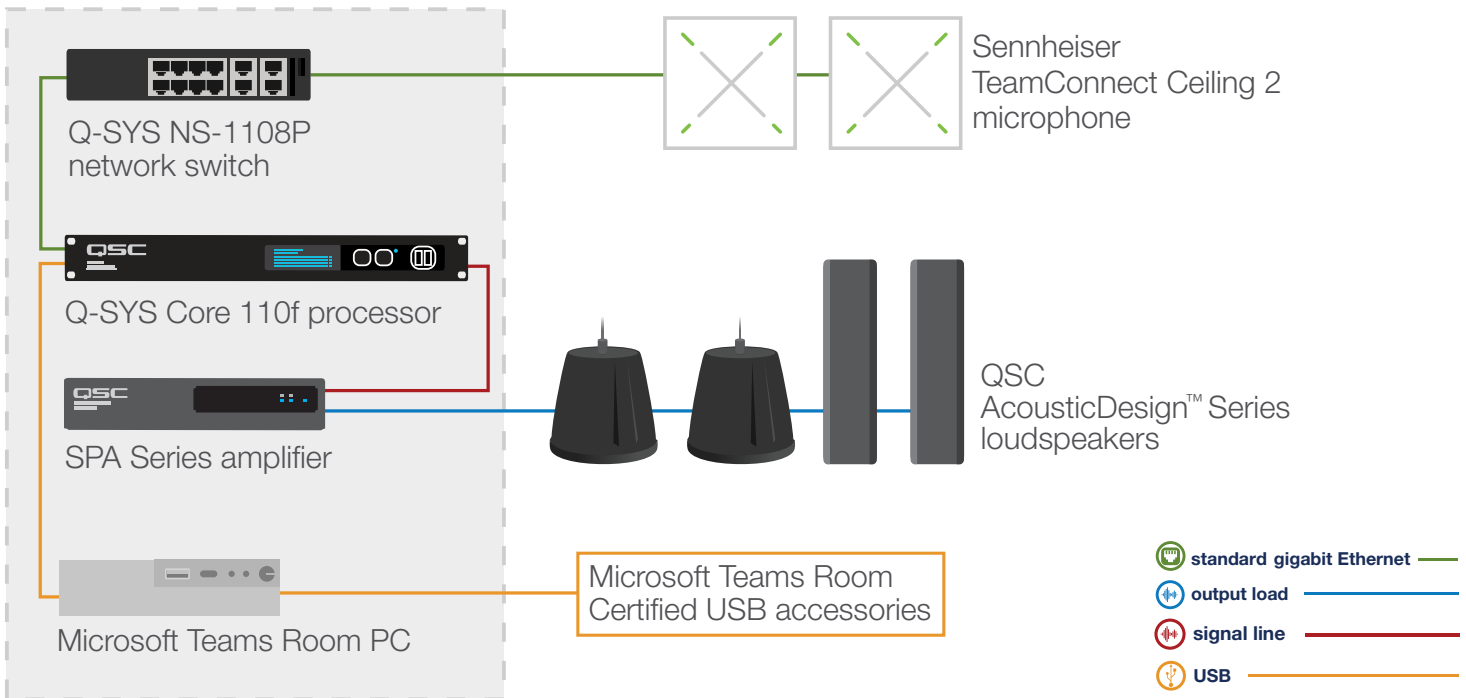 Q-SYS NS-1108P
network switch
Sennheiser
TeamConnect Ceiling 2
microphone
QSC
Q-SYS Core 110f processor
QSC
SPA Series amplifier
QSC
AcousticDesign™ Series
loudspeakers
Microsoft Teams Room PC
Microsoft Teams Room
Certified USB accessories
standard gigabit Ethernet
output load
signal line
USB